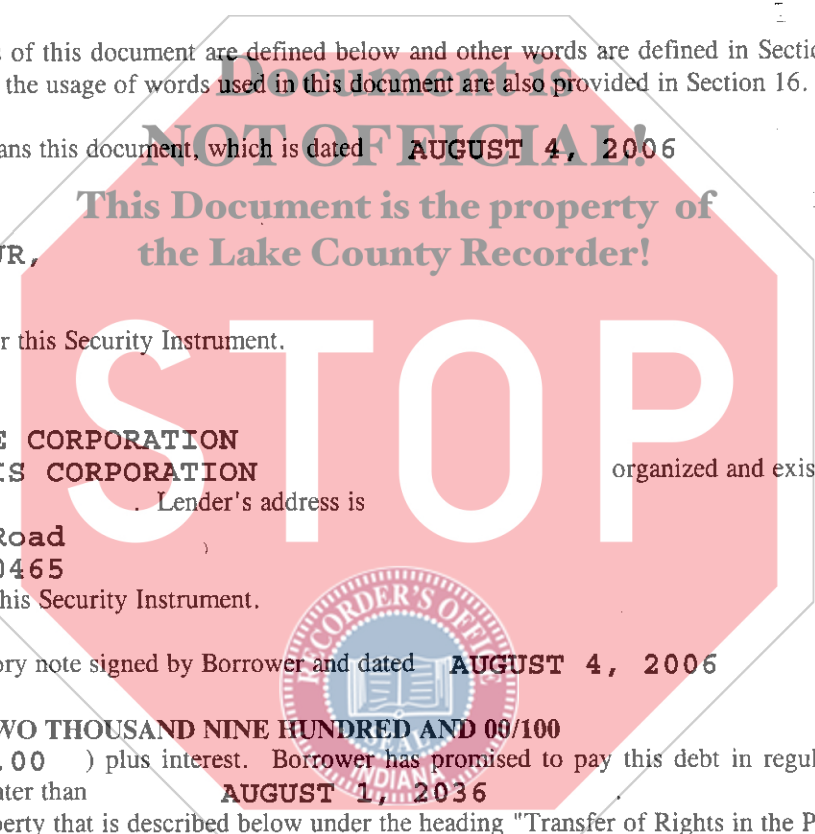 s of this document are defined below and other words are defined in Sectio
the usage of words used in this document are also provided in Section 16.
Document is
NOT OFFICIAL!
ans this document, which is dated AUGUST 4, 2006
This Document is the property of
the Lake County Recorder!
JR,
r this Security Instrument.
STOP
E CORPORATION
IS CORPORATION organized and exis
. Lender's address is
Road
0465
his Security Instrument.
RECORDER'S OFFICE
ory note signed by Borrower and dated AUGUST 4, 2006
WO THOUSAND NINE HUNDRED AND 00/100
SEAL
.00 ) plus interest. Borrower has promised to pay this debt in regul
INDIANA
ater than AUGUST 1, 2036 .
perty that is described below under the heading "Transfer of Rights in the P